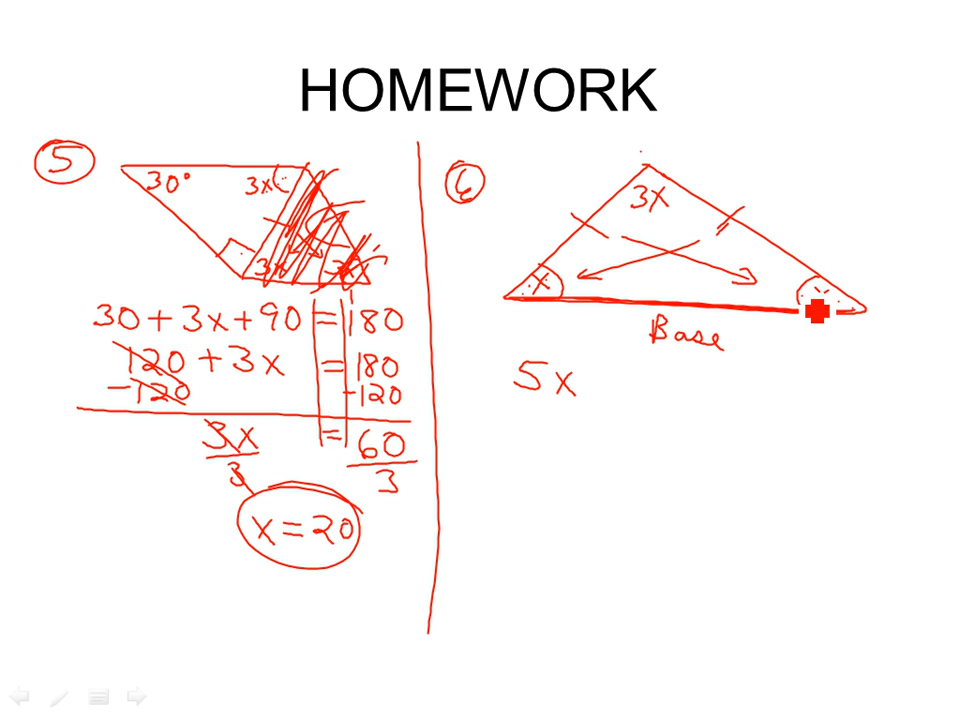 HOMEWORK
5
30°
3x
3x
3x
30 + 3x + 90 = 180
120 + 3x = 180
-120 -120
3x = 60
3 3
x = 20
6
3x
x
x
Base
5x